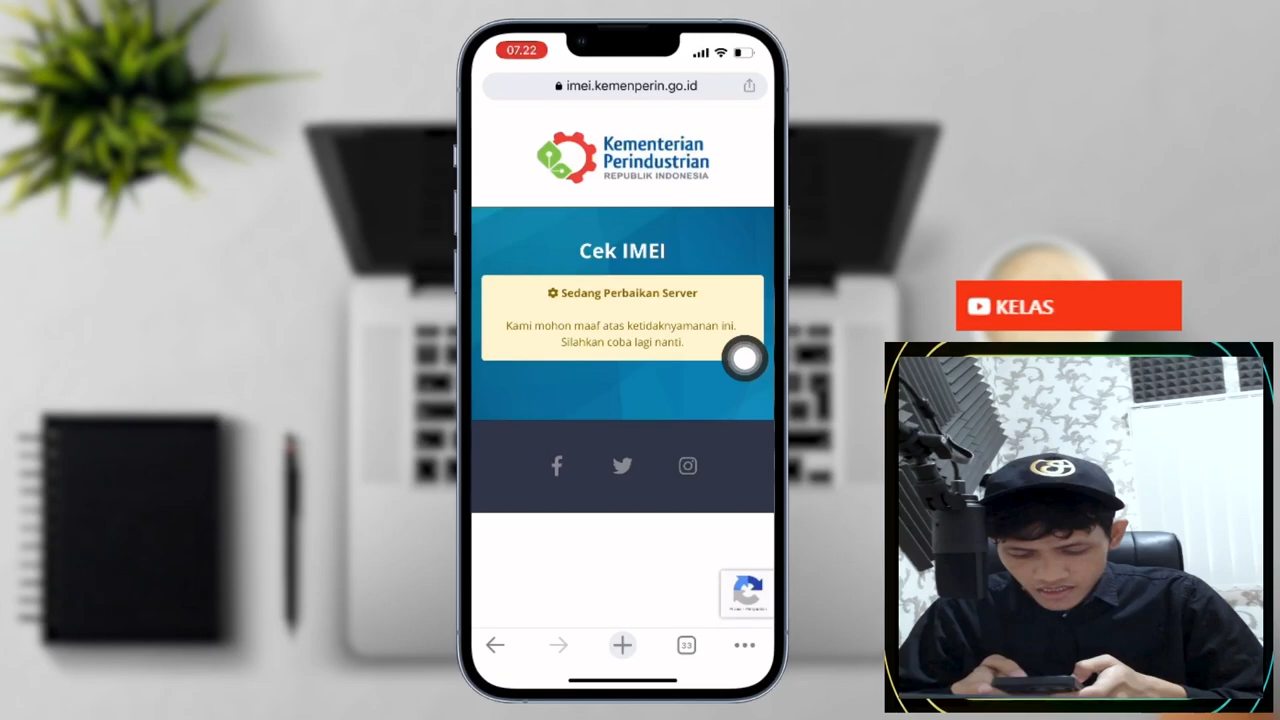 07.22
imei.kemenperin.go.id
Kementerian
Perindustrian
REPUBLIK INDONESIA
Cek IMEI
Sedang Perbaikan Server
Kami mohon maaf atas ketidaknyamanan ini.
Silahkan coba lagi nanti.
KELAS
33